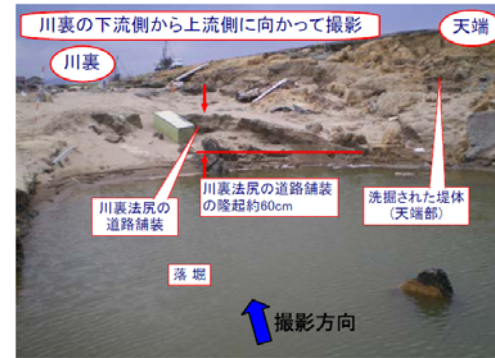 川裏の下流側から上流側に向かって撮影
天端
川裏
川裏法尻の
道路舗装
川裏法尻の道路舗装
の隆起約60cm
洗掘された堤体
(天端部)
落 堀
撮影方向